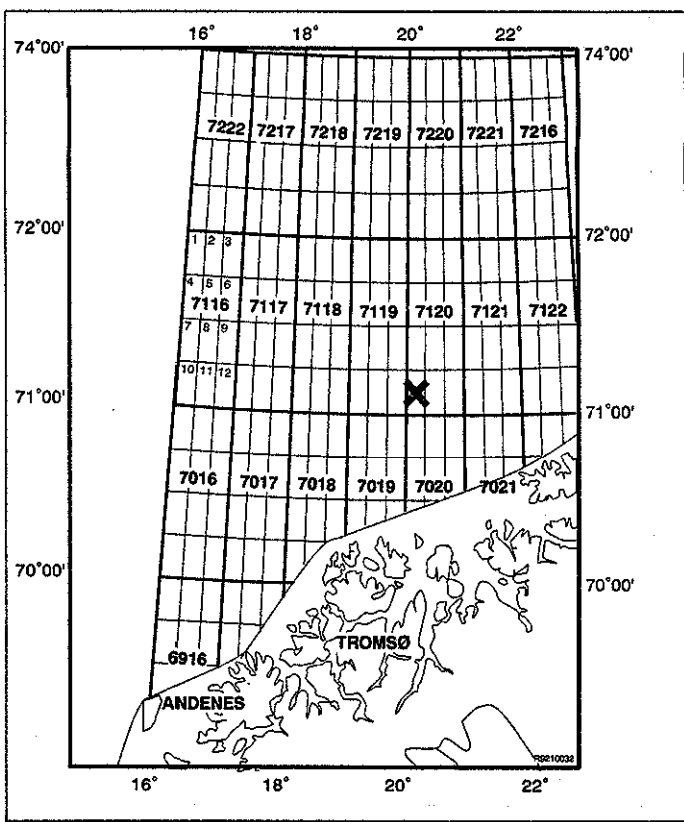 16° 18° 20° 22°
74°00' 74°00'
7222 7217 7218 7219 7220 7221 7216
72°00' 72°00'
1 2 3
4 5 6
7116 7117 7118 7119 7120 7121 7122
7 8 9
10 11 12
71°00' 71°00'
7016 7017 7018 7019 7020 7021
70°00' 70°00'
TROMSØ
6916
ANDENES
R9210032
16° 18° 20° 22°